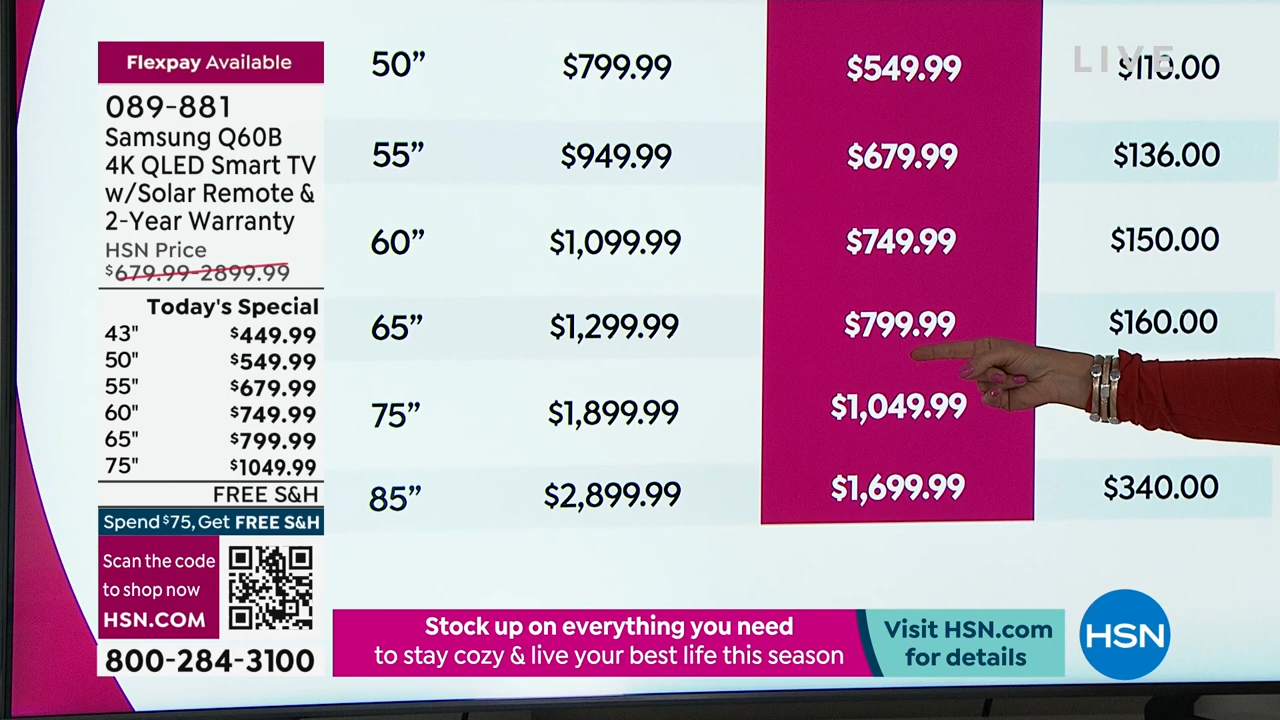 Flexpay Available
089-881
Samsung Q60B
4K QLED Smart TV
w/Solar Remote &
2-Year Warranty
HSN Price
$679.99-2899.99
Today's Special
43" $449.99
50" $549.99
55" $679.99
60" $749.99
65" $799.99
75" $1049.99
FREE S&H
Spend $75, Get FREE S&H
Scan the code
to shop now
HSN.COM
800-284-3100
LIVE
50” $799.99 $549.99 $110.00
55” $949.99 $679.99 $136.00
60” $1,099.99 $749.99 $150.00
65” $1,299.99 $799.99 $160.00
75” $1,899.99 $1,049.99
85” $2,899.99 $1,699.99 $340.00
Stock up on everything you need
to stay cozy & live your best life this season
Visit HSN.com
for details
HSN